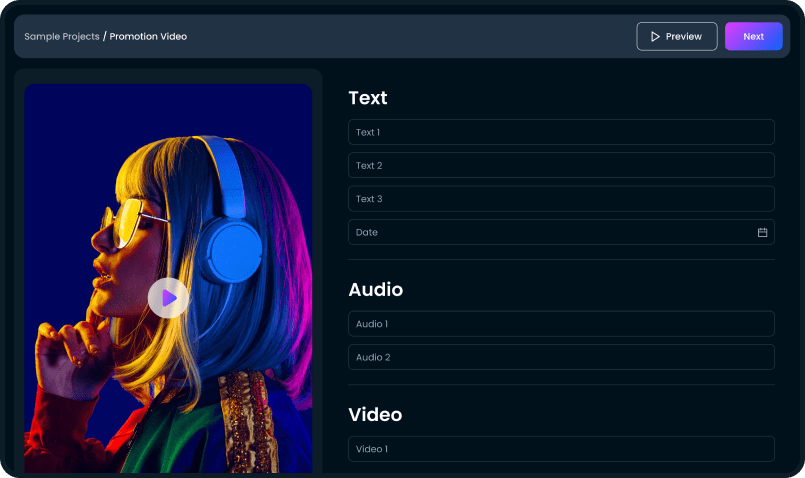 Sample Projects / Promotion Video
Preview
Next
Text
Text 1
Text 2
Text 3
Date
Audio
Audio 1
Audio 2
Video
Video 1